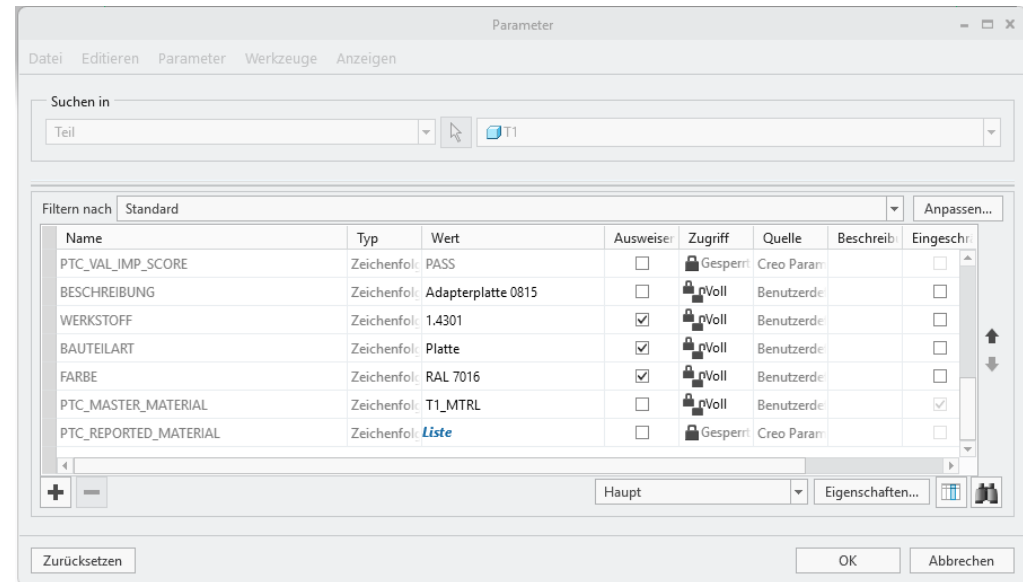 Parameter
Datei Editieren Parameter Werkzeuge Anzeigen
Suchen in
Teil T1
Filtern nach Standard Anpassen...
Name Typ Wert Ausweisen Zugriff Quelle Beschreibu Eingeschrä
PTC_VAL_IMP_SCORE Zeichenfolg PASS Gesperrt Creo Param
BESCHREIBUNG Zeichenfolg Adapterplatte 0815 Voll Benutzerde
WERKSTOFF Zeichenfolg 1.4301 Voll Benutzerde
BAUTEILART Zeichenfolg Platte Voll Benutzerde
FARBE Zeichenfolg RAL 7016 Voll Benutzerde
PTC_MASTER_MATERIAL Zeichenfolg T1_MTRL Voll Benutzerde
PTC_REPORTED_MATERIAL Zeichenfolg Liste Gesperrt Creo Param
Haupt Eigenschaften...
Zurücksetzen OK Abbrechen